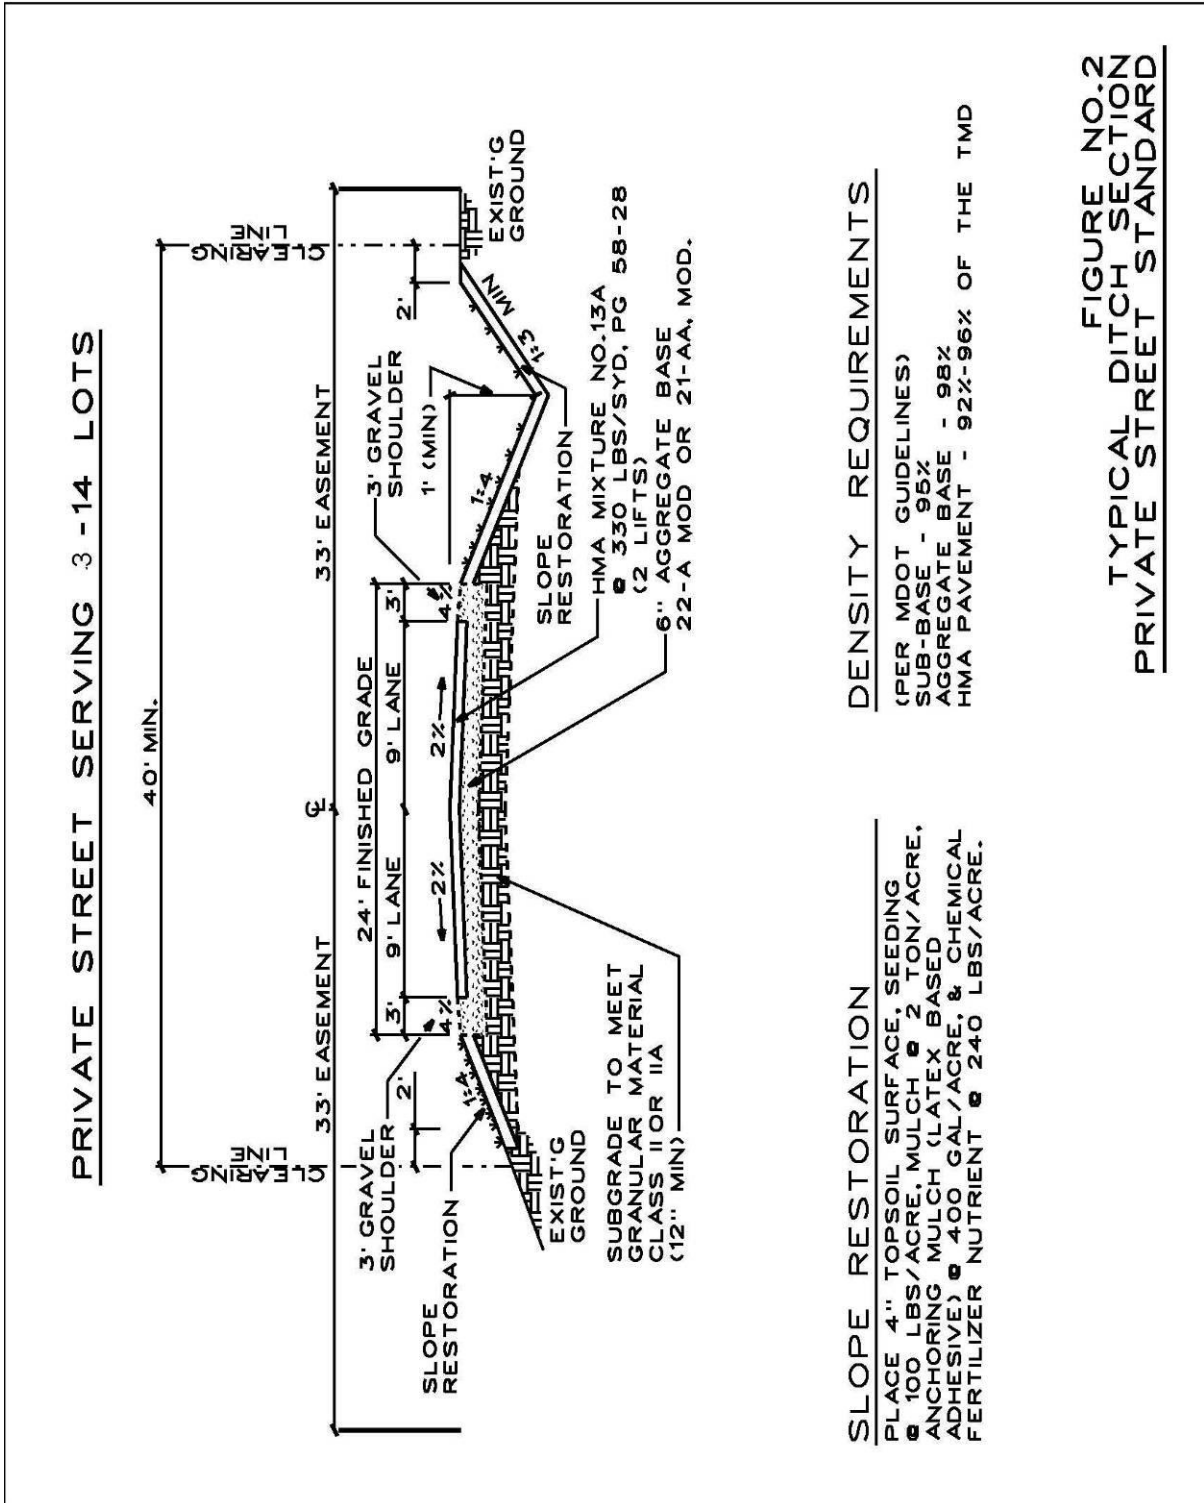 PRIVATE STREET SERVING 3-14 LOTS
40' MIN.
CLEARING
LINE
CLEARING
LINE
33' EASEMENT
℄
33' EASEMENT
24' FINISHED GRADE
3'
9' LANE
9' LANE
3'
2'
2'
3' GRAVEL
SHOULDER
3' GRAVEL
SHOULDER
1' (MIN)
4%
2%
2%
4%
1:4
1:4
1:3
MIN
SLOPE
RESTORATION
EXIST'G
GROUND
EXIST'G
GROUND
SLOPE
RESTORATION
SUBGRADE TO MEET
GRANULAR MATERIAL
CLASS II OR IIA
(12" MIN)
HMA MIXTURE NO.13A
@ 330 LBS/SYD, PG 58-28
(2 LIFTS)
6" AGGREGATE BASE
22-A MOD OR 21-AA, MOD.
SLOPE RESTORATION
PLACE 4" TOPSOIL SURFACE, SEEDING
@ 100 LBS/ACRE, MULCH @ 2 TON/ACRE,
ANCHORING MULCH (LATEX BASED
ADHESIVE) @ 400 GAL/ACRE, & CHEMICAL
FERTILIZER NUTRIENT @ 240 LBS/ACRE.
DENSITY REQUIREMENTS
(PER MDOT GUIDELINES)
SUB-BASE - 95%
AGGREGATE BASE - 98%
HMA PAVEMENT - 92%-96% OF THE TMD
FIGURE NO.2
TYPICAL DITCH SECTION
PRIVATE STREET STANDARD